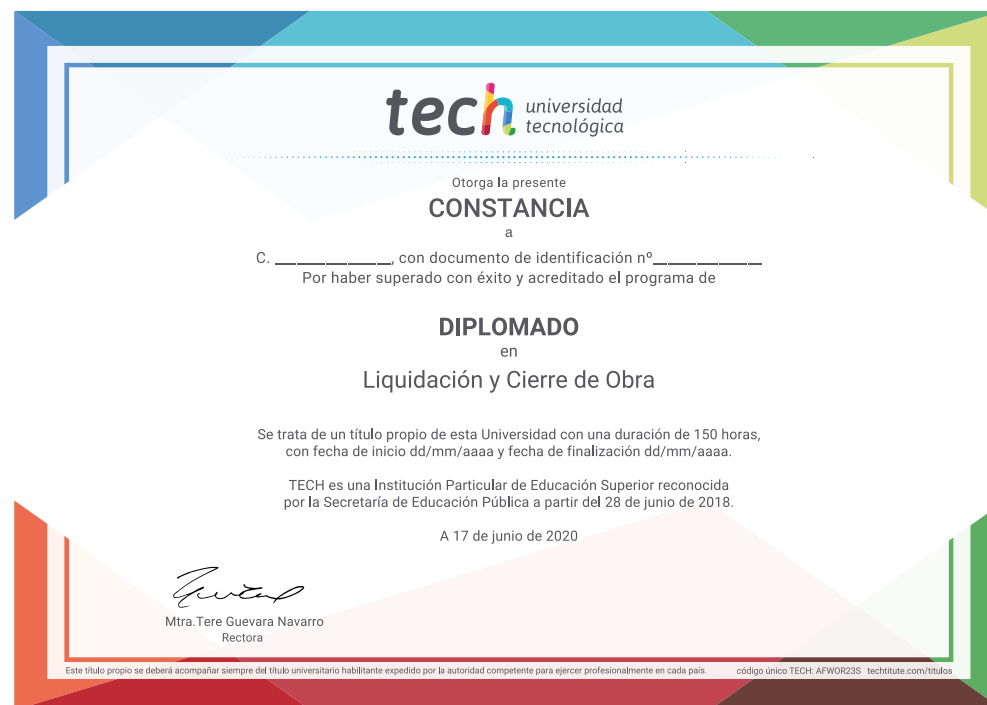 tech universidad
tecnológica
Otorga la presente
CONSTANCIA
a
C. ______________, con documento de identificación nº_____________
Por haber superado con éxito y acreditado el programa de
DIPLOMADO
en
Liquidación y Cierre de Obra
Se trata de un título propio de esta Universidad con una duración de 150 horas,
con fecha de inicio dd/mm/aaaa y fecha de finalización dd/mm/aaaa.
TECH es una Institución Particular de Educación Superior reconocida
por la Secretaría de Educación Pública a partir del 28 de junio de 2018.
A 17 de junio de 2020
Mtra.Tere Guevara Navarro
Rectora
Este título propio se deberá acompañar siempre del título universitario habilitante expedido por la autoridad competente para ejercer profesionalmente en cada país. código único TECH: AFWOR23S techtitute.com/titulos